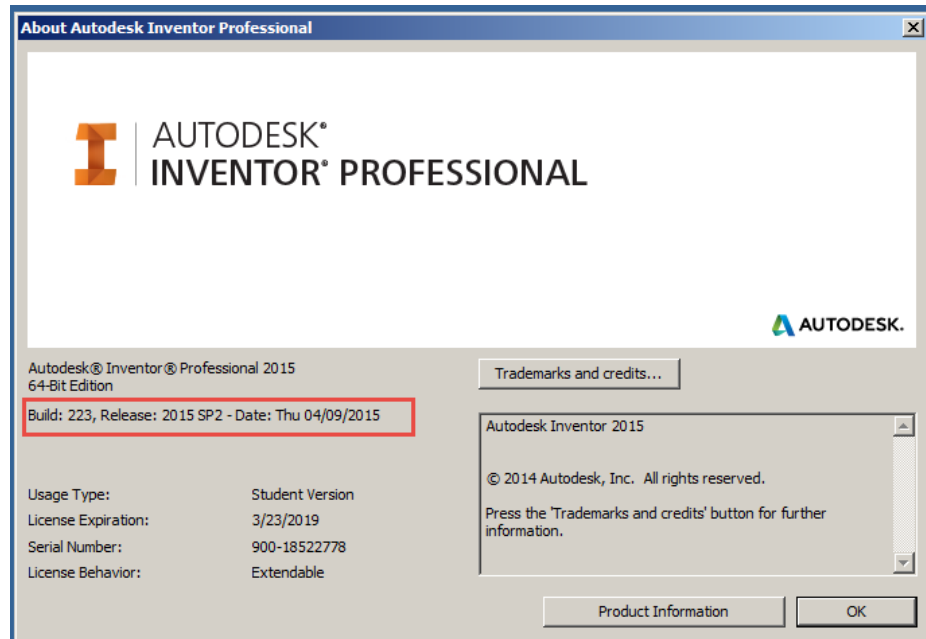 About Autodesk Inventor Professional
AUTODESK®
INVENTOR® PROFESSIONAL
AUTODESK.
Autodesk® Inventor® Professional 2015
64-Bit Edition
Build: 223, Release: 2015 SP2 - Date: Thu 04/09/2015
Usage Type: Student Version
License Expiration: 3/23/2019
Serial Number: 900-18522778
License Behavior: Extendable
Trademarks and credits...
Autodesk Inventor 2015
© 2014 Autodesk, Inc. All rights reserved.
Press the 'Trademarks and credits' button for further
information.
Product Information
OK